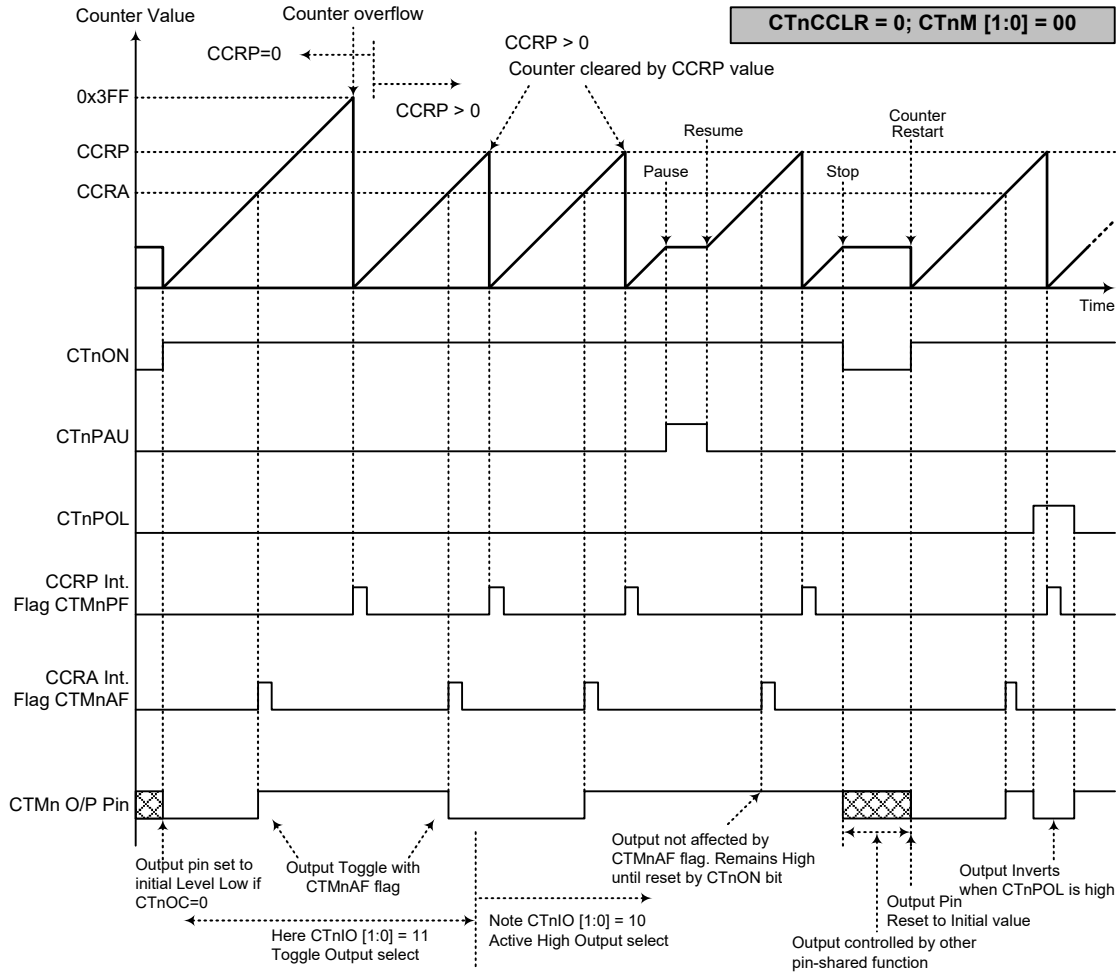 Counter Value
Counter overflow
CTnCCLR = 0; CTnM [1:0] = 00
CCRP=0
CCRP > 0
CCRP > 0
Counter cleared by CCRP value
0x3FF
CCRP
CCRA
Pause
Resume
Stop
Counter
Restart
Time
CTnON
CTnPAU
CTnPOL
CCRP Int.
Flag CTMnPF
CCRA Int.
Flag CTMnAF
CTMn O/P Pin
Output pin set to
initial Level Low if
CTnOC=0
Output Toggle with
CTMnAF flag
Here CTnIO [1:0] = 11
Toggle Output select
Note CTnIO [1:0] = 10
Active High Output select
Output not affected by
CTMnAF flag. Remains High
until reset by CTnON bit
Output controlled by other
pin-shared function
Output Pin
Reset to Initial value
Output Inverts
when CTnPOL is high